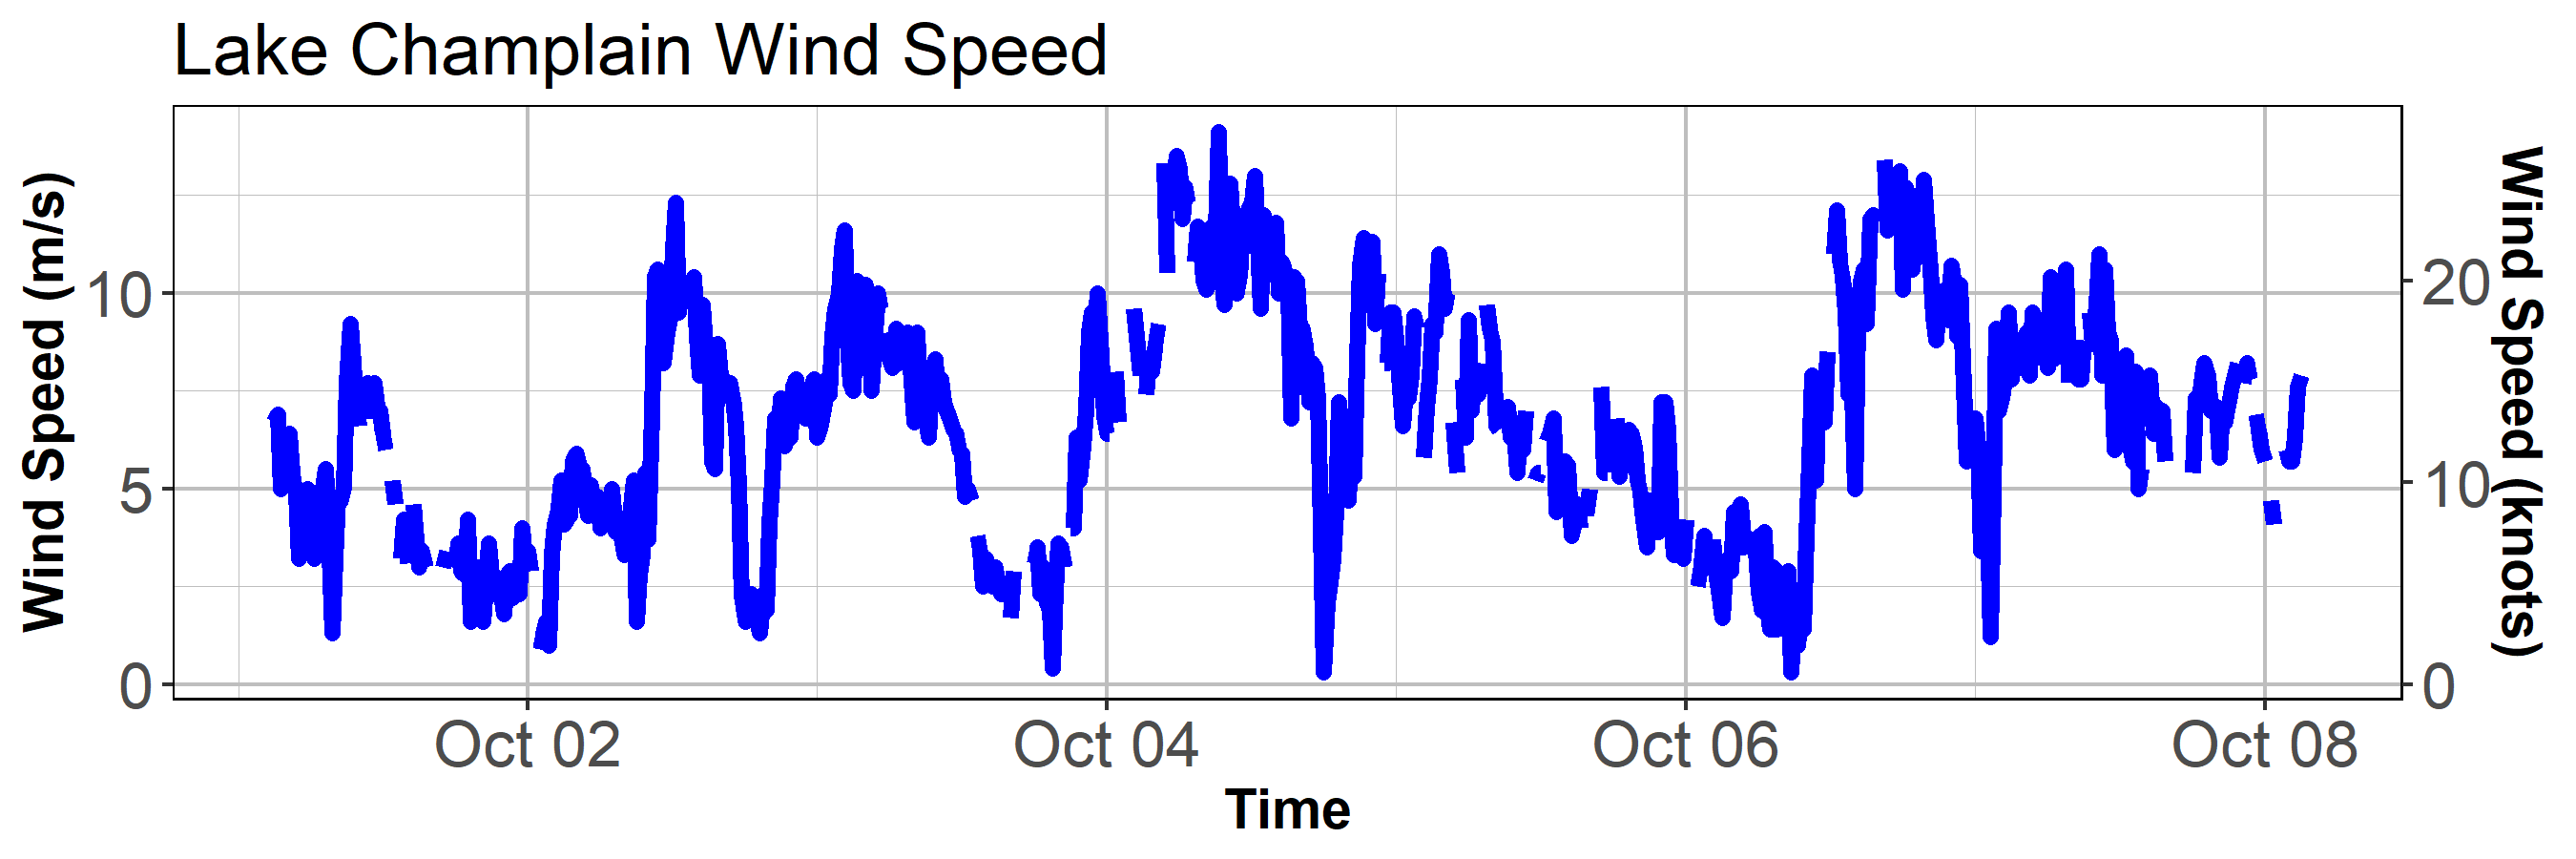 Lake Champlain Wind Speed
Wind Speed (m/s)
10
5
0
20
10
0
Wind Speed (knots)
Oct 02
Oct 04
Oct 06
Oct 08
Time